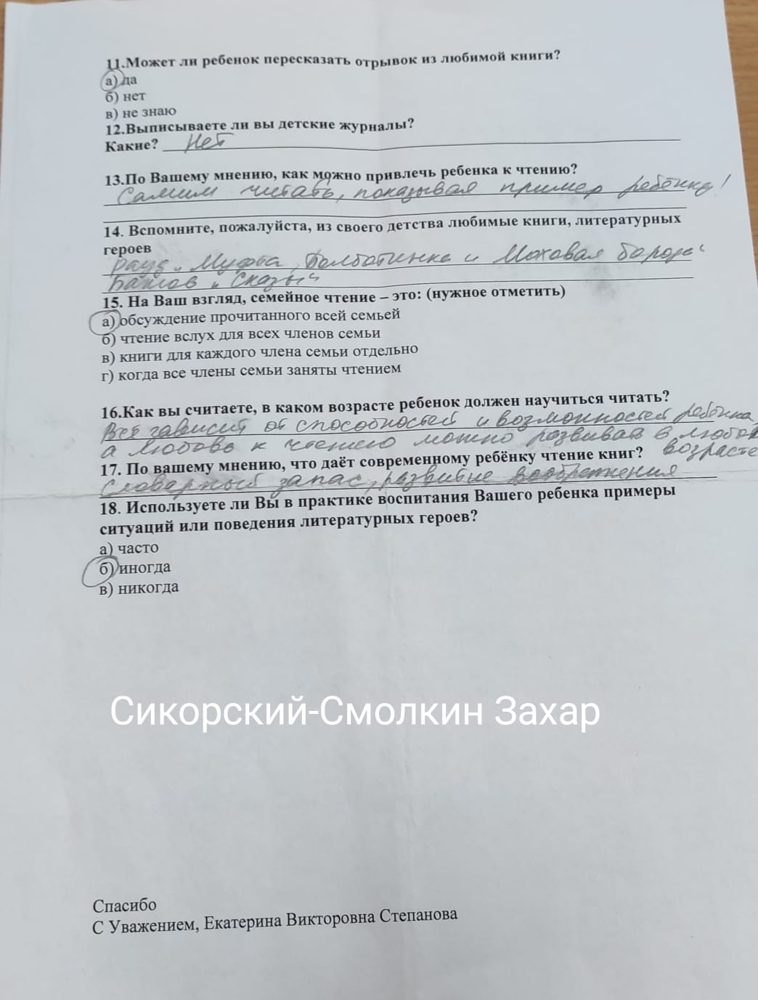 11.Может ли ребенок пересказать отрывок из любимой книги?
а) да
б) нет
в) не знаю
12.Выписываете ли вы детские журналы?
Какие? Нет
13.По Вашему мнению, как можно привлечь ребенка к чтению?
Самим читать, показывая пример ребёнку!
14. Вспомните, пожалуйста, из своего детства любимые книги, литературных
героев
Рауд "Муфта, Полботинка и Моховая борода"
Бажов "Сказы"
15. На Ваш взгляд, семейное чтение – это: (нужное отметить)
а) обсуждение прочитанного всей семьей
б) чтение вслух для всех членов семьи
в) книги для каждого члена семьи отдельно
г) когда все члены семьи заняты чтением
16.Как вы считаете, в каком возрасте ребенок должен научиться читать?
Всё зависит от способностей и возможностей ребёнка,
а любовь к чтению можно развивать в любом
возрасте
17. По вашему мнению, что даёт современному ребёнку чтение книг?
Словарный запас, развитие воображения
18. Используете ли Вы в практике воспитания Вашего ребенка примеры
ситуаций или поведения литературных героев?
а) часто
б) иногда
в) никогда
Сикорский-Смолкин Захар
Спасибо
С Уважением, Екатерина Викторовна Степанова